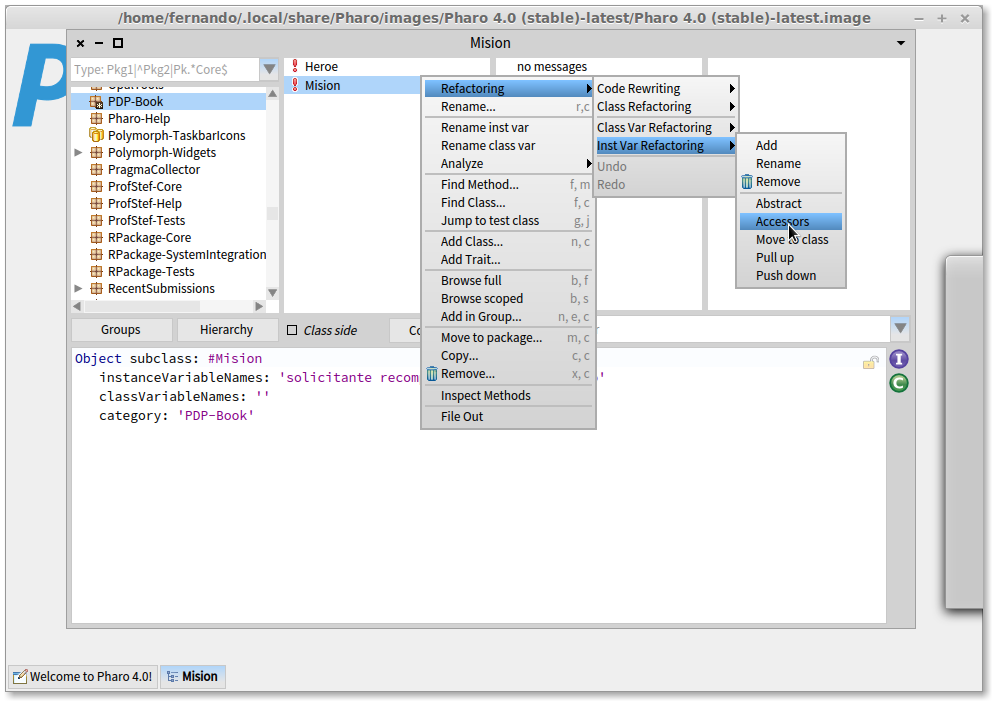 /home/fernando/.local/share/Pharo/images/Pharo 4.0 (stable)-latest/Pharo 4.0 (stable)-latest.image
Mision
Type: Pkg1|^Pkg2|Pk.*Core$
PDP-Book
Pharo-Help
Polymorph-TaskbarIcons
Polymorph-Widgets
PragmaCollector
ProfStef-Core
ProfStef-Help
ProfStef-Tests
RPackage-Core
RPackage-SystemIntegration
RPackage-Tests
RecentSubmissions
Heroe
Mision
no messages
Refactoring
Rename... r,c
Rename inst var
Rename class var
Analyze
Find Method... f, m
Find Class... f, c
Jump to test class g, j
Add Class... n, c
Add Trait...
Browse full b, f
Browse scoped b, s
Add in Group... n, e, c
Move to package... m, c
Copy... c, c
Remove... x, c
Inspect Methods
File Out
Code Rewriting
Class Refactoring
Class Var Refactoring
Inst Var Refactoring
Undo
Redo
Add
Rename
Remove
Abstract
Accessors
Move to class
Pull up
Push down
Groups
Hierarchy
Class side
Object subclass: #Mision
instanceVariableNames: 'solicitante recom
classVariableNames: ''
category: 'PDP-Book'
I
C
Welcome to Pharo 4.0!
Mision